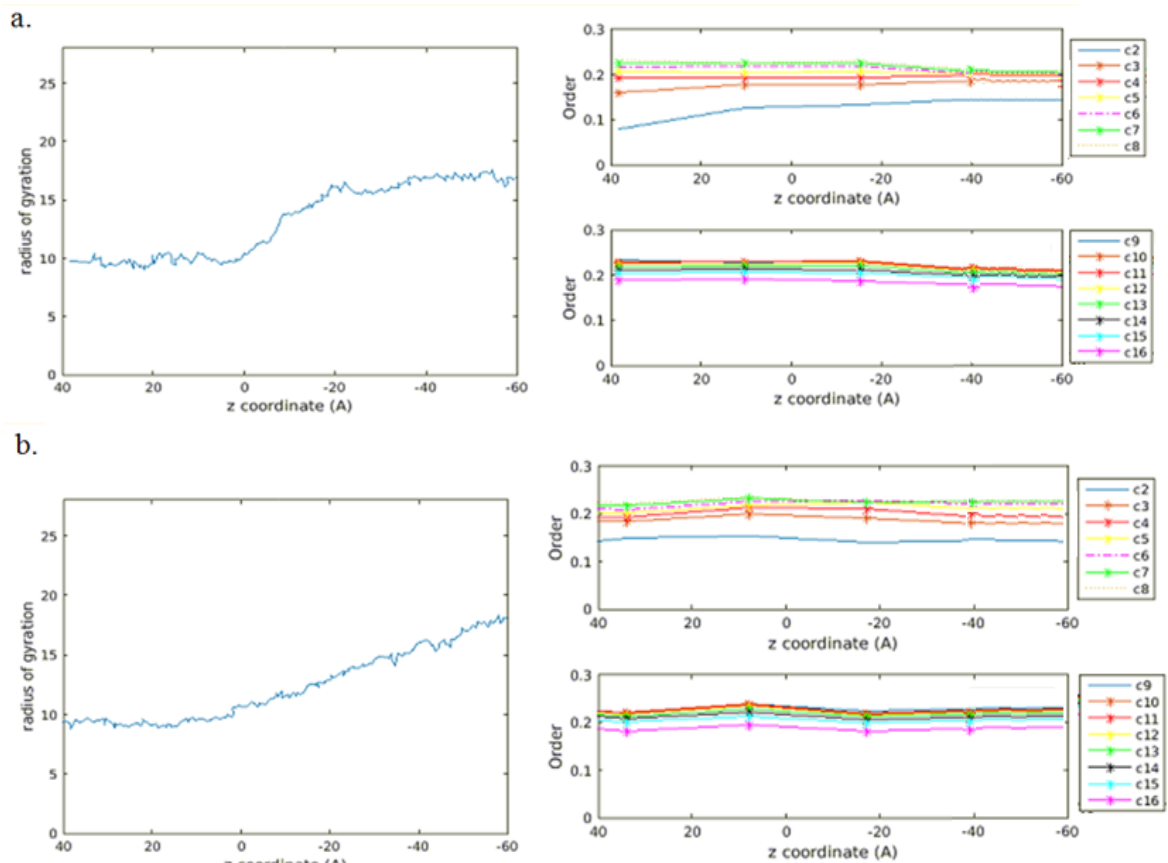 a.
25
20
15
10
5
0
radius of gyration
40 20 0 -20 -40 -60
z coordinate (A)
0.3
0.2
0.1
0
Order
40 20 0 -20 -40 -60
z coordinate (A)
c2
c3
c4
c5
c6
c7
c8
0.3
0.2
0.1
0
Order
40 20 0 -20 -40 -60
z coordinate (A)
c9
c10
c11
c12
c13
c14
c15
c16
b.
25
20
15
10
5
0
radius of gyration
40 20 0 -20 -40 -60
z coordinate (A)
0.3
0.2
0.1
0
Order
40 20 0 -20 -40 -60
z coordinate (A)
c2
c3
c4
c5
c6
c7
c8
0.3
0.2
0.1
0
Order
40 20 0 -20 -40 -60
z coordinate (A)
c9
c10
c11
c12
c13
c14
c15
c16